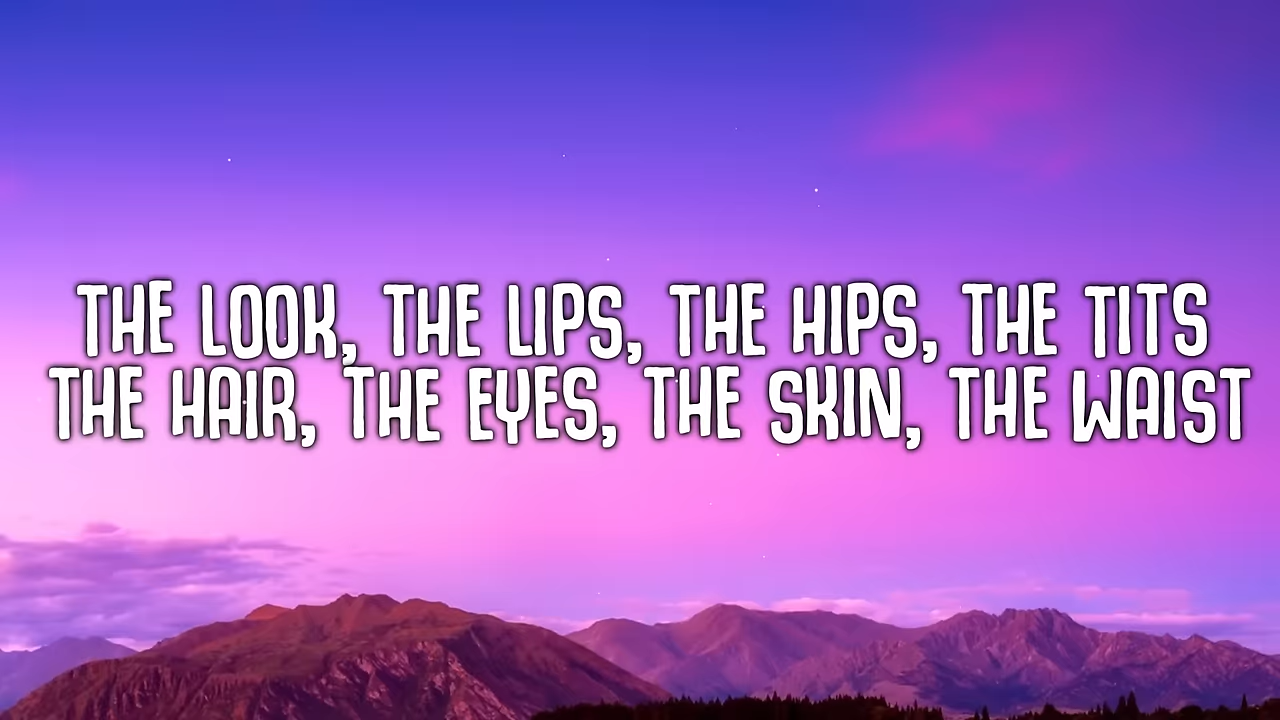 THE LOOK, THE LIPS, THE HIPS, THE TITS
THE HAIR, THE EYES, THE SKIN, THE WAIST